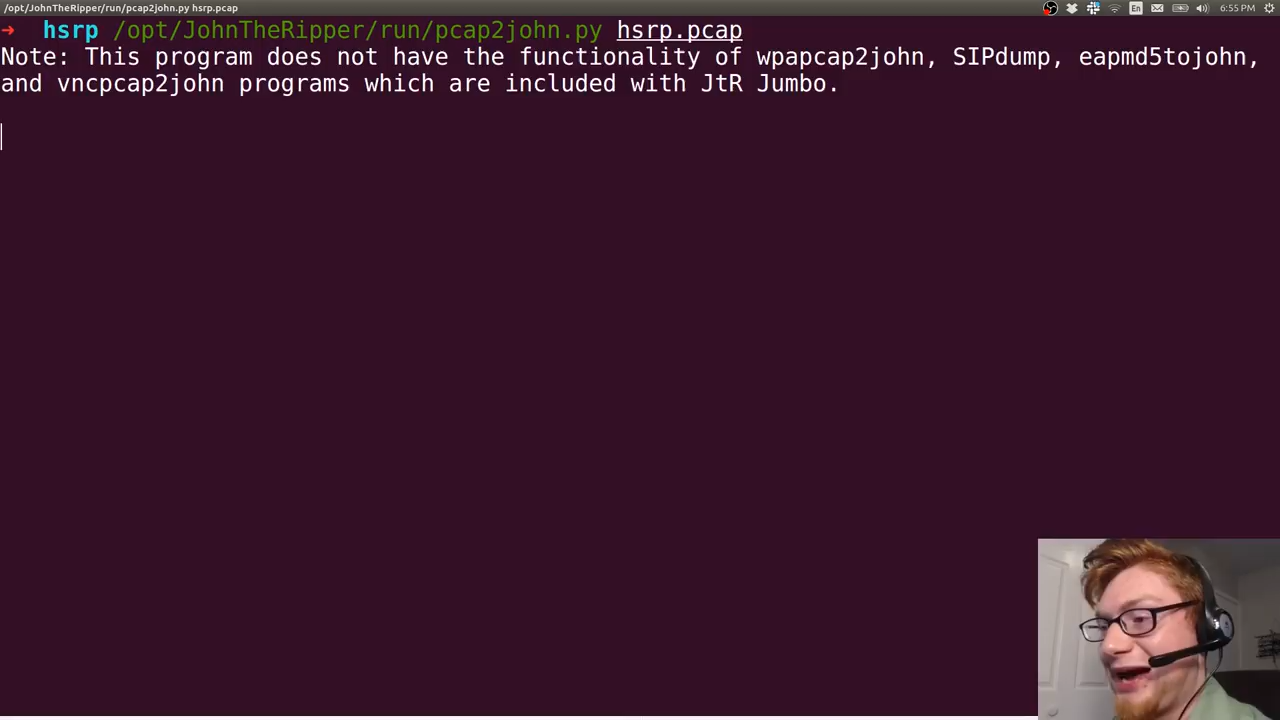 /opt/JohnTheRipper/run/pcap2john.py hsrp.pcap
En
6:55 PM
→ hsrp /opt/JohnTheRipper/run/pcap2john.py hsrp.pcap
Note: This program does not have the functionality of wpapcap2john, SIPdump, eapmd5tojohn,
and vncpcap2john programs which are included with JtR Jumbo.